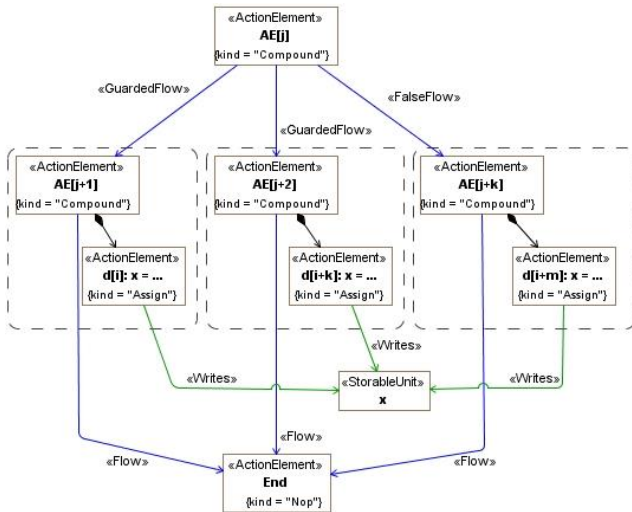 «ActionElement»
AE[j]
{kind = "Compound"}
«GuardedFlow»
«FalseFlow»
«GuardedFlow»
«ActionElement»
AE[j+1]
{kind = "Compound"}
«ActionElement»
AE[j+2]
{kind = "Compound"}
«ActionElement»
AE[j+k]
{kind = "Compound"}
«ActionElement»
d[i]: x = ...
{kind = "Assign"}
«ActionElement»
d[i+k]: x = ...
{kind = "Assign"}
«ActionElement»
d[i+m]: x = ...
{kind = "Assign"}
«Writes»
«Writes»
«StorableUnit»
x
«Writes»
«Flow»
«Flow»
«Flow»
«ActionElement»
End
{kind = "Nop"}